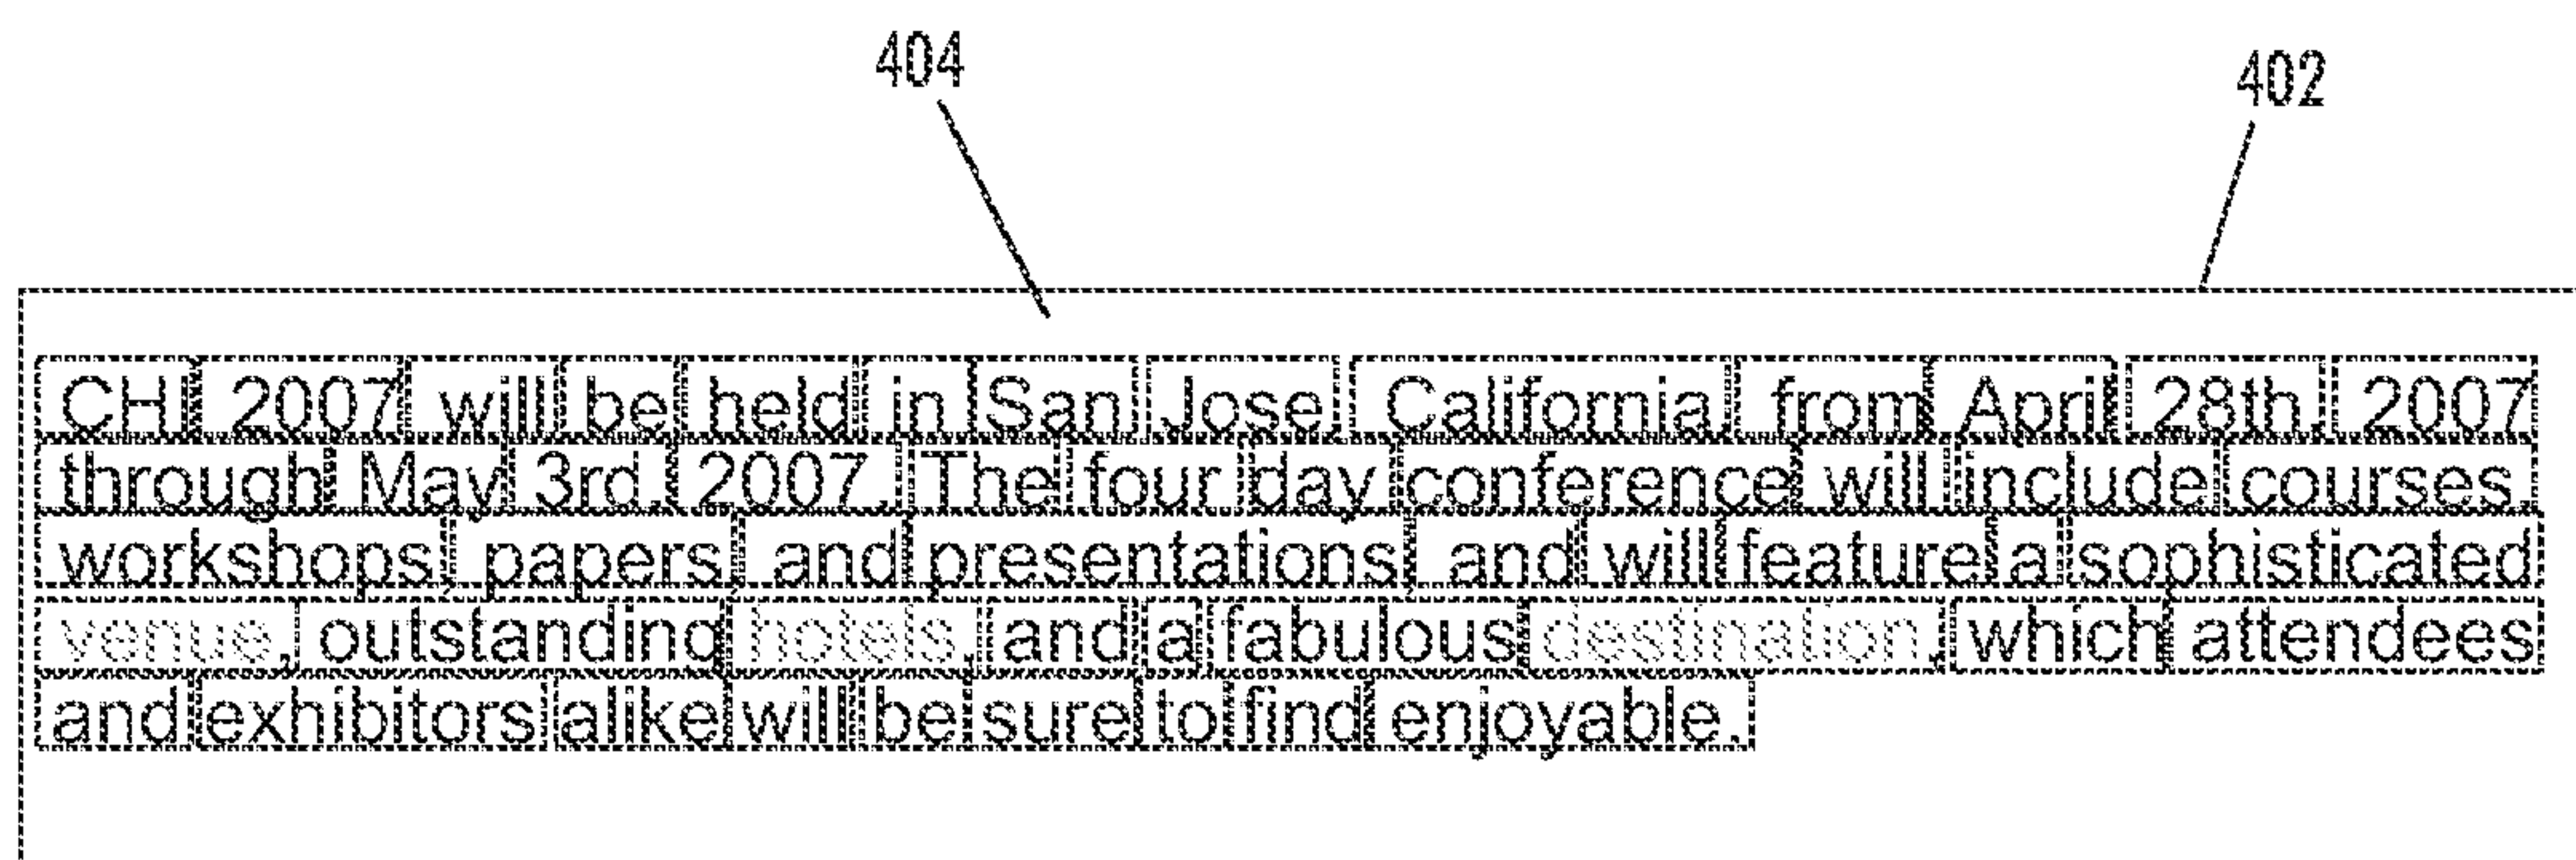 404
402
CHI 2007 will be held in San Jose, California, from April 28th, 2007
through May 3rd, 2007. The four day conference will include courses,
workshops, papers, and presentations, and will feature a sophisticated
venue, outstanding hotels, and a fabulous destination, which attendees
and exhibitors alike will be sure to find enjoyable.